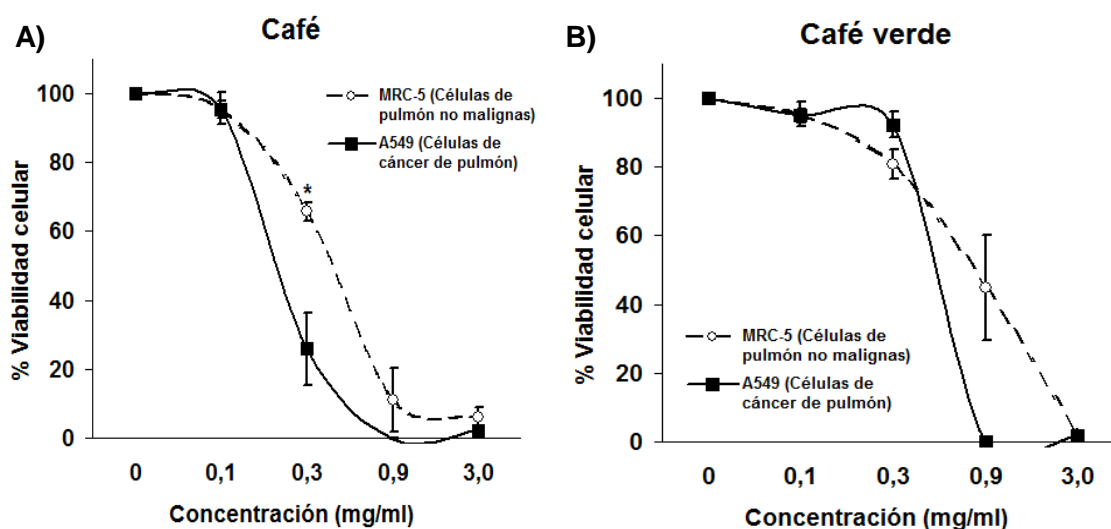 A)
Café
% Viabilidad celular
100
80
60
40
20
0
MRC-5 (Células de
pulmón no malignas)
A549 (Células de
cáncer de pulmón)
*
0
0,1
0,3
0,9
3,0
Concentración (mg/ml)
B)
Café verde
% Viabilidad celular
100
80
60
40
20
0
MRC-5 (Células de
pulmón no malignas)
A549 (Células de
cáncer de pulmón)
0
0,1
0,3
0,9
3,0
Concentración (mg/ml)